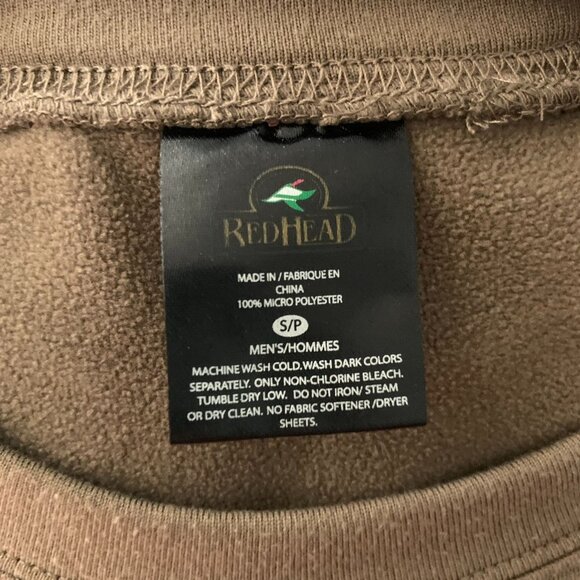 REDHEAD
MADE IN / FABRIQUE EN
CHINA
100% MICRO POLYESTER
S/P
MEN'S/HOMMES
MACHINE WASH COLD.WASH DARK COLORS
SEPARATELY. ONLY NON-CHLORINE BLEACH.
TUMBLE DRY LOW. DO NOT IRON/ STEAM
OR DRY CLEAN. NO FABRIC SOFTENER /DRYER
SHEETS.